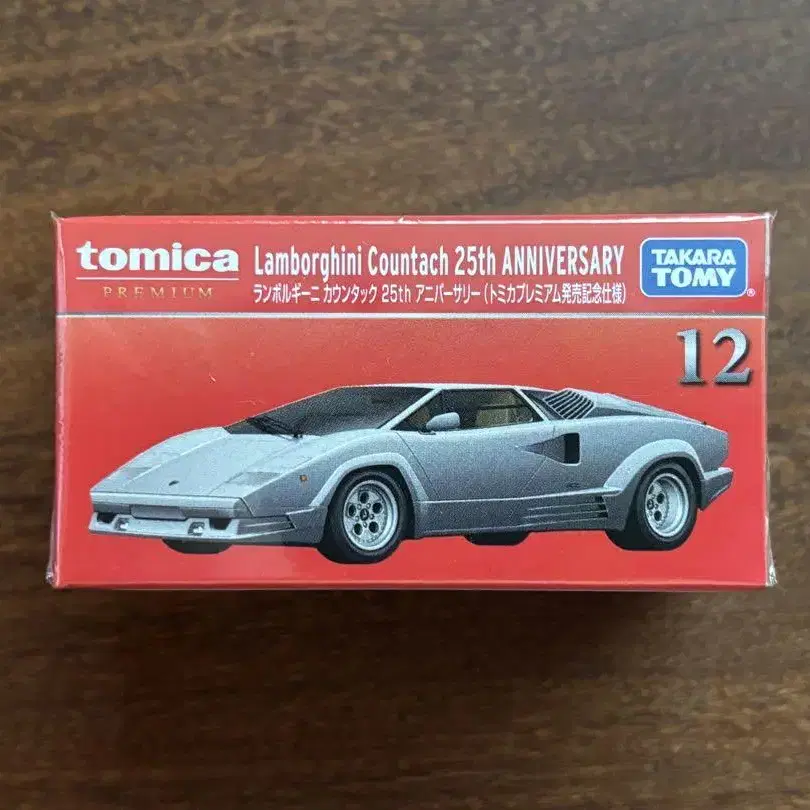 tomica
PREMIUM
Lamborghini Countach 25th ANNIVERSARY
ランボルギーニ カウンタック 25th アニバーサリー（トミカプレミアム発売記念仕様）
TAKARA
TOMY
®
12